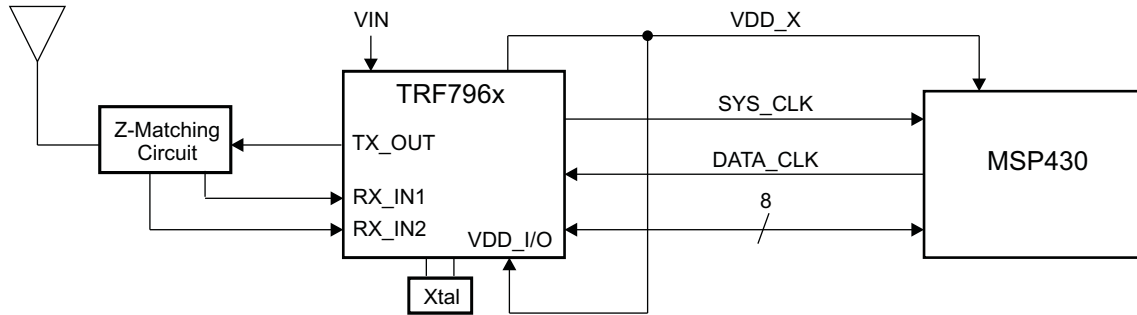 VIN
VDD_X
TRF796x
SYS_CLK
Z-Matching
Circuit
TX_OUT
DATA_CLK
MSP430
RX_IN1
8
RX_IN2
VDD_I/O
Xtal